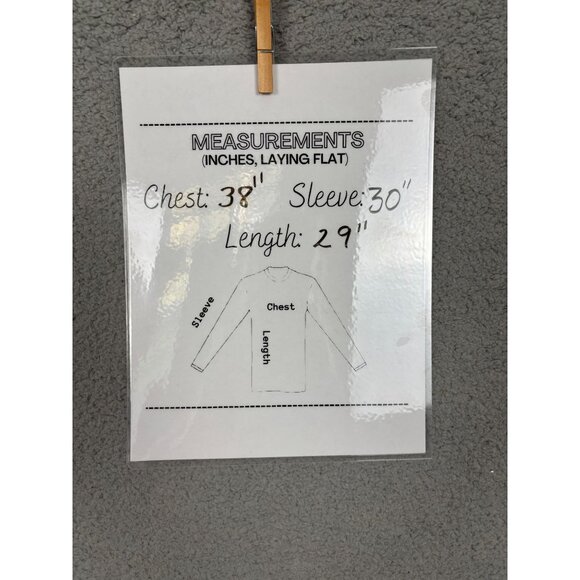 MEASUREMENTS
(INCHES, LAYING FLAT)
Chest: 38" Sleeve: 30"
Length: 29"
Sleeve
Chest
Length